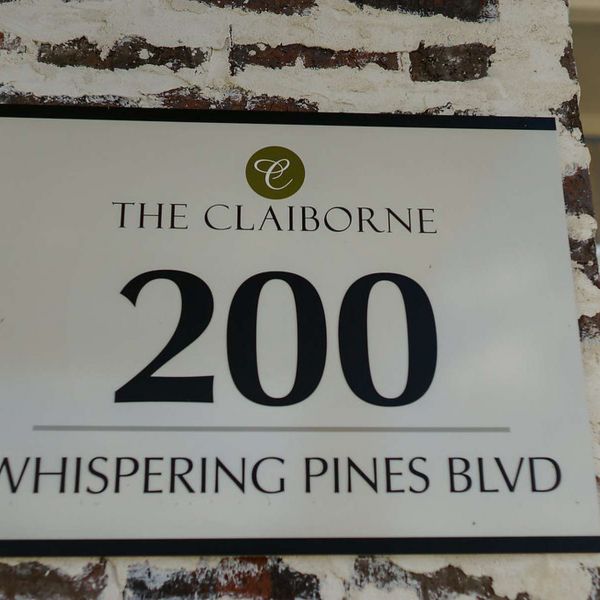 C
THE CLAIBORNE
200
WHISPERING PINES BLVD